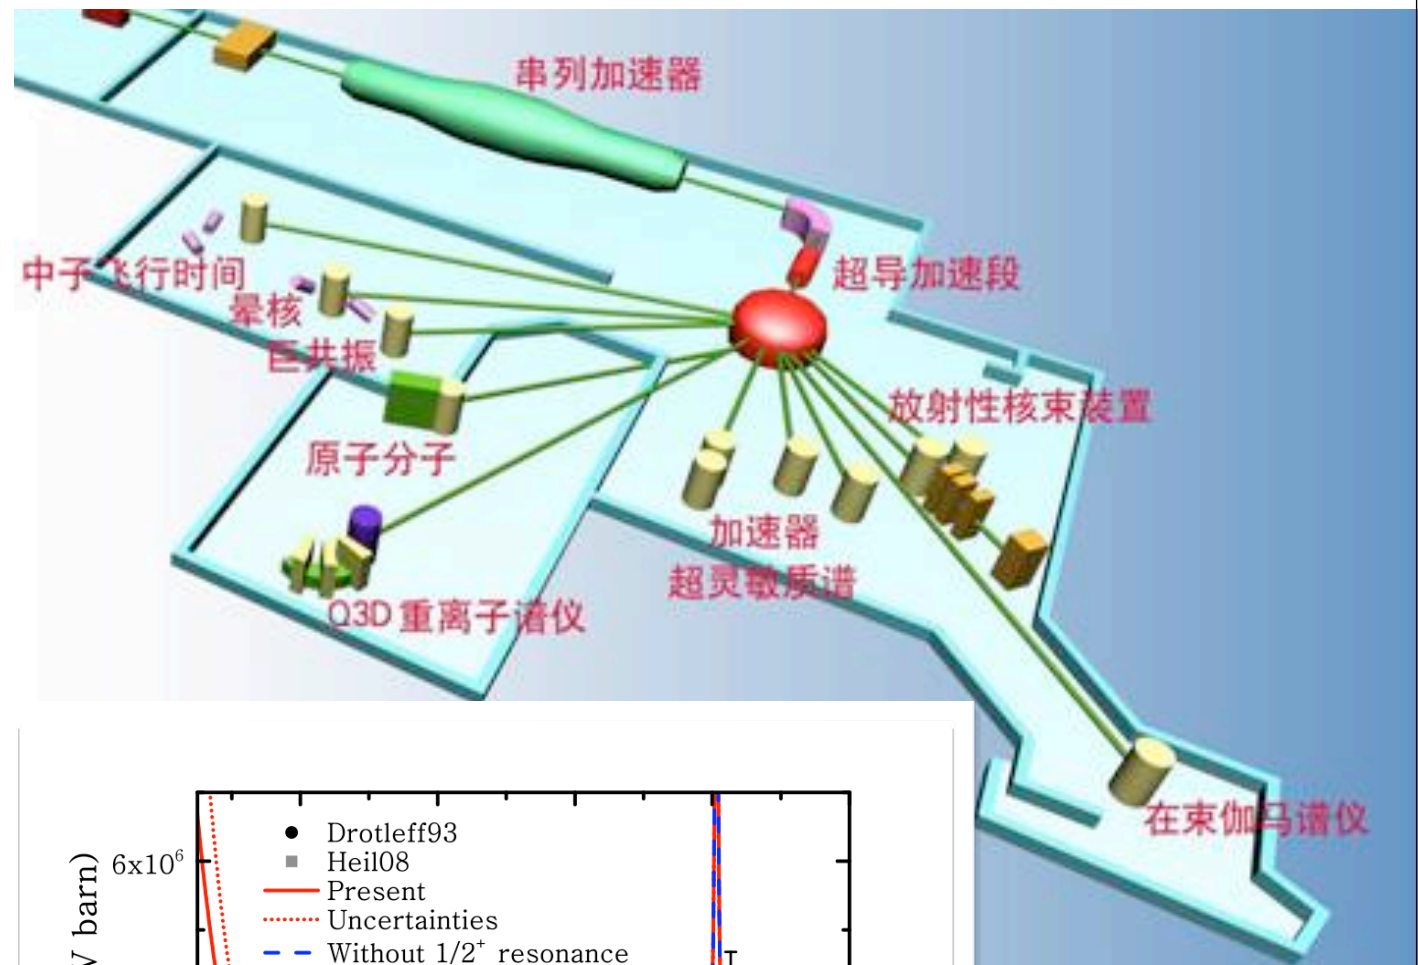 串列加速器
超导加速段
中子飞行时间
晕核
巨共振
放射性核束装置
原子分子
加速器
超灵敏质谱
Q3D 重离子谱仪
在束伽马谱仪
Drotleff93
6x10⁶
Heil08
Present
Uncertainties
Without 1/2⁺ resonance
barn)